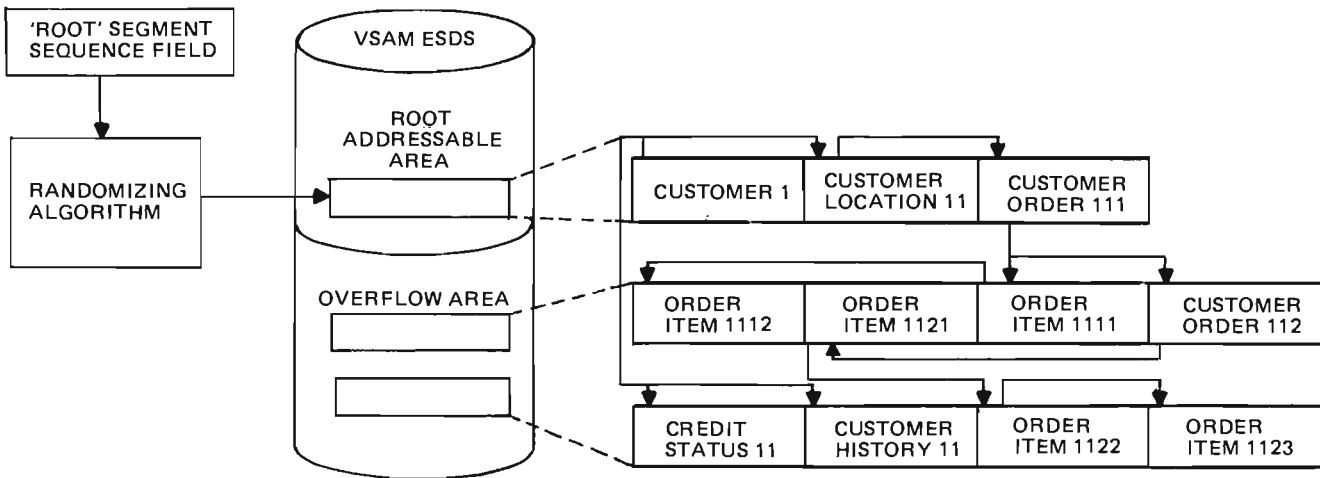 'ROOT' SEGMENT
SEQUENCE FIELD
RANDOMIZING
ALGORITHM
VSAM ESDS
ROOT
ADDRESSABLE
AREA
OVERFLOW AREA
CUSTOMER 1
CUSTOMER
LOCATION 11
CUSTOMER
ORDER 111
ORDER
ITEM 1112
ORDER
ITEM 1121
ORDER
ITEM 1111
CUSTOMER
ORDER 112
CREDIT
STATUS 11
CUSTOMER
HISTORY 11
ORDER
ITEM 1122
ORDER
ITEM 1123